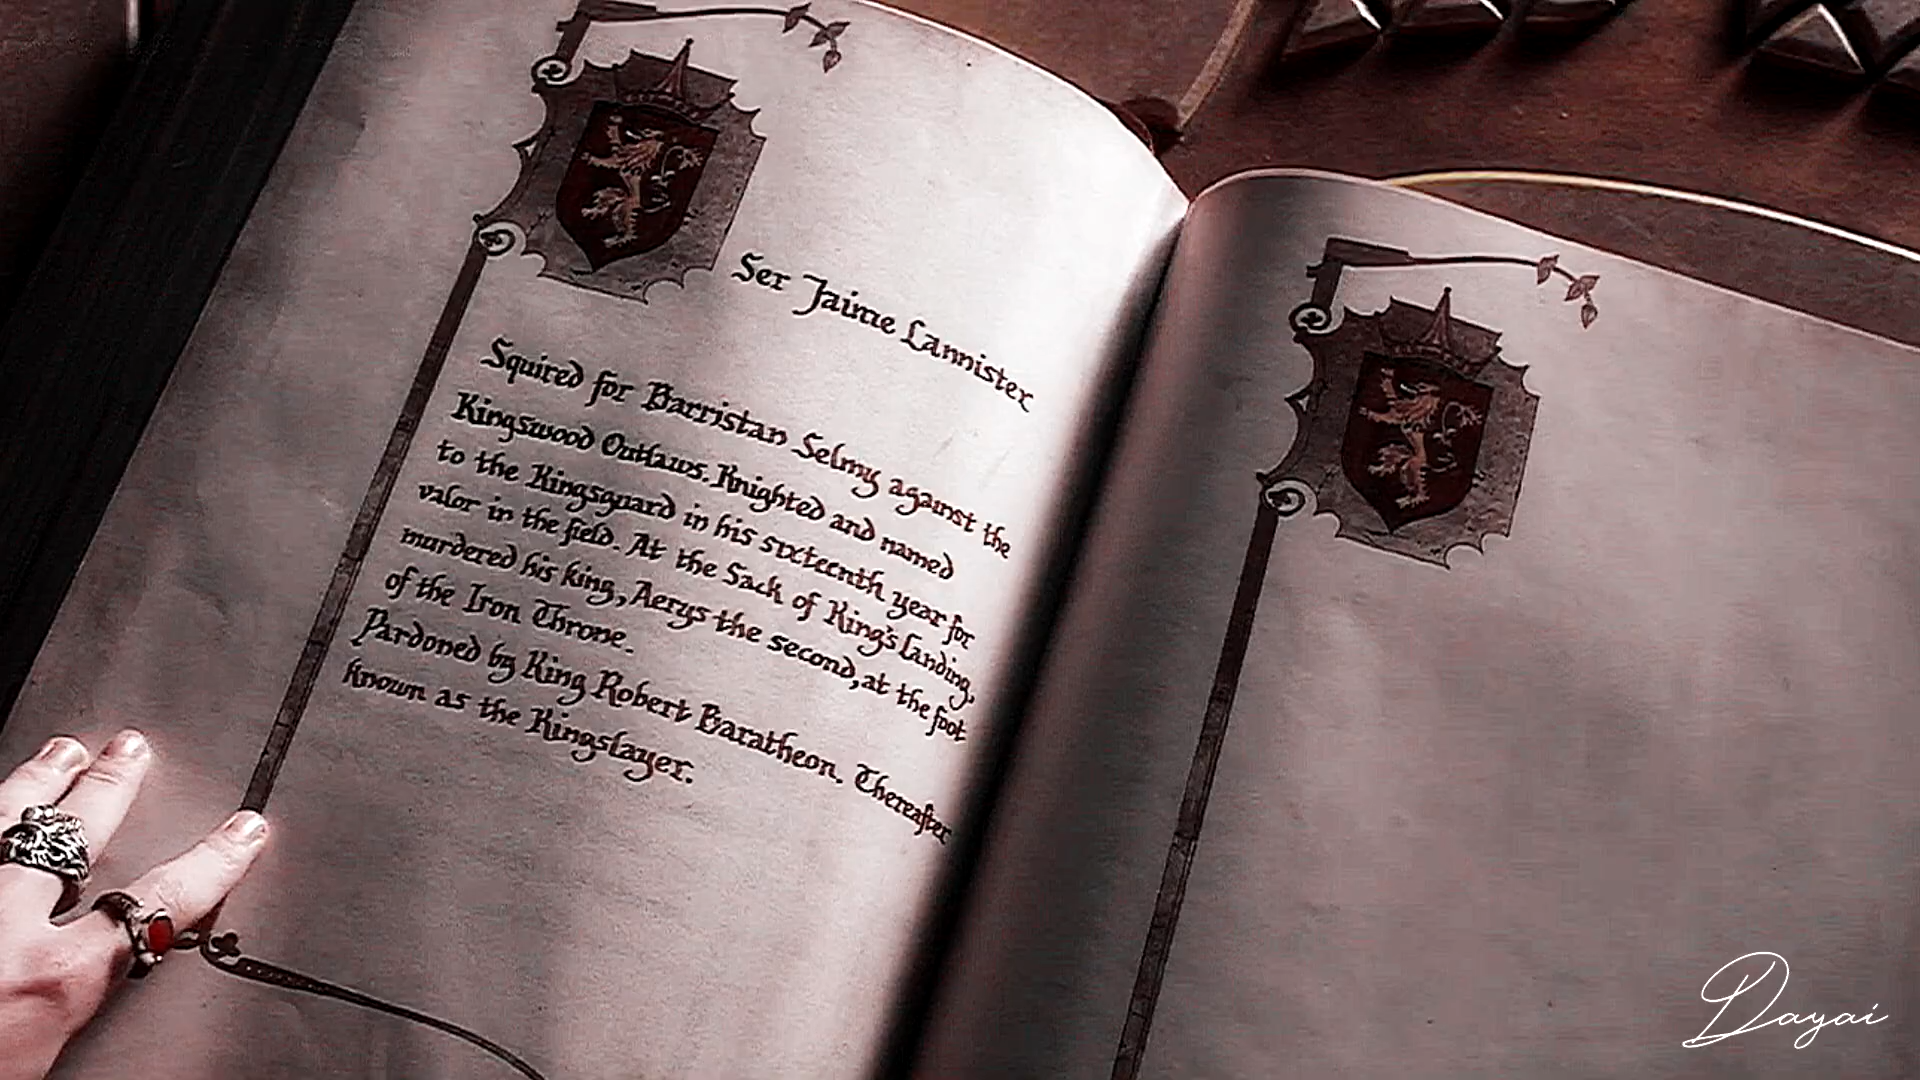 Ser Jaime Lannister
Squired for Barristan Selmy against the
Kingswood Outlaws. Knighted and named
to the Kingsguard in his sixteenth year for
valor in the field. At the Sack of King's Landing,
murdered his king, Aerys the second, at the foot
of the Iron Throne.
Pardoned by King Robert Baratheon. Thereafter
known as the Kingslayer.
Dayai